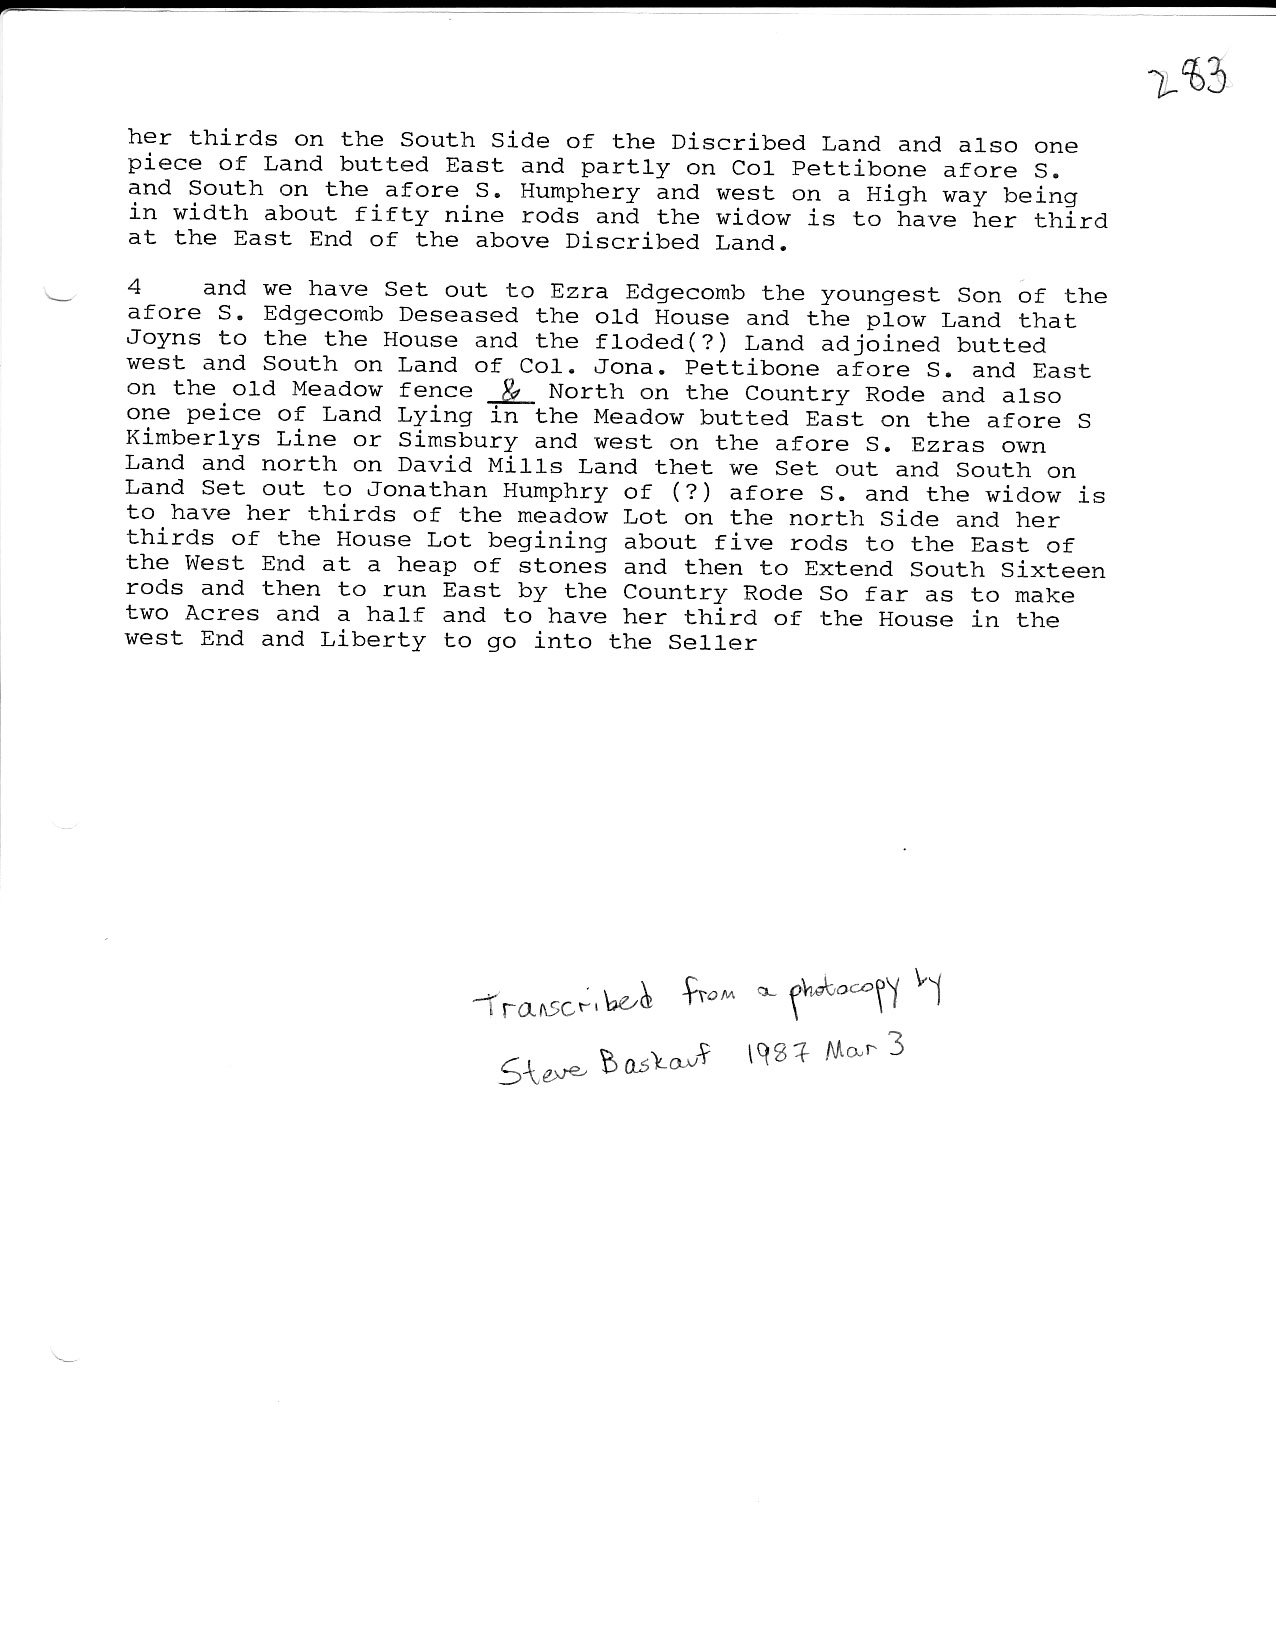 283
her thirds on the South Side of the Discribed Land and also one
piece of Land butted East and partly on Col Pettibone afore S.
and South on the afore S. Humphery and west on a High way being
in width about fifty nine rods and the widow is to have her third
at the East End of the above Discribed Land.
4 and we have Set out to Ezra Edgecomb the youngest Son of the
afore S. Edgecomb Deseased the old House and the plow Land that
Joyns to the the House and the floded(?) Land adjoined butted
west and South on Land of Col. Jona. Pettibone afore S. and East
on the old Meadow fence & North on the Country Rode and also
one peice of Land Lying in the Meadow butted East on the afore S
Kimberlys Line or Simsbury and west on the afore S. Ezras own
Land and north on David Mills Land thet we Set out and South on
Land Set out to Jonathan Humphry of (?) afore S. and the widow is
to have her thirds of the meadow Lot on the north Side and her
thirds of the House Lot begining about five rods to the East of
the West End at a heap of stones and then to Extend South Sixteen
rods and then to run East by the Country Rode So far as to make
two Acres and a half and to have her third of the House in the
west End and Liberty to go into the Seller
Transcribed from a photocopy by
Steve Baskauf 1987 Mar 3